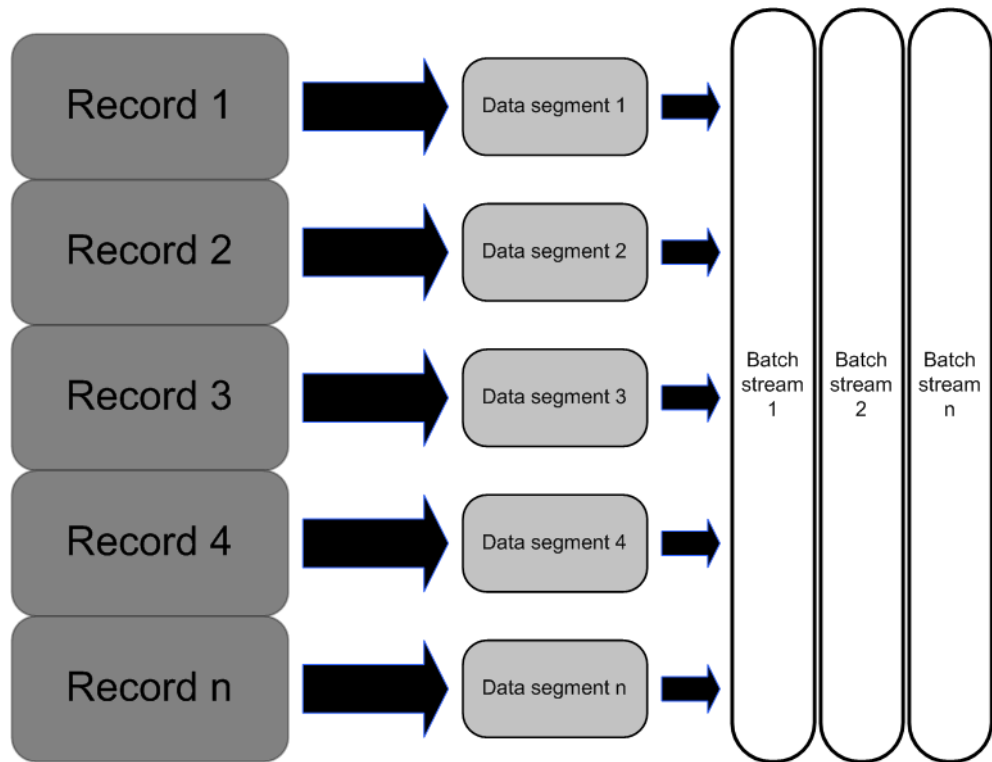 Record 1
Data segment 1
Record 2
Data segment 2
Record 3
Data segment 3
Record 4
Data segment 4
Record n
Data segment n
Batch
stream
1
Batch
stream
2
Batch
stream
n